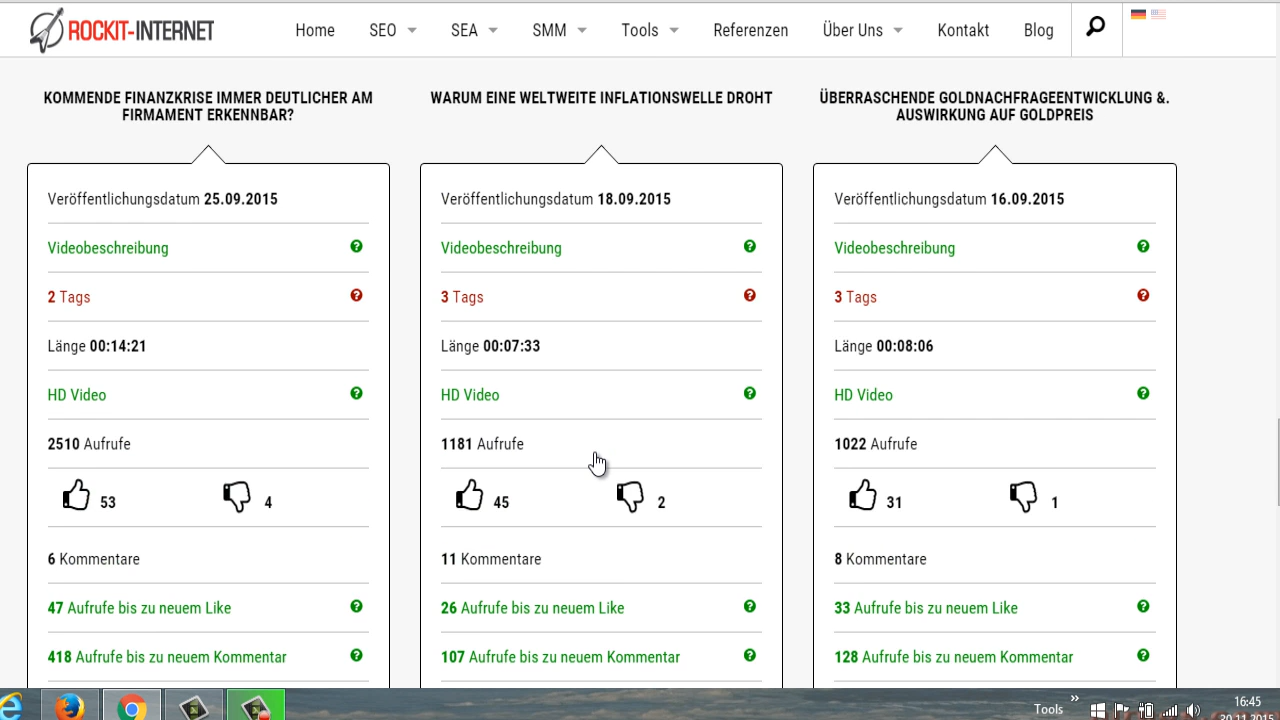 ROCKIT-INTERNET
Home SEO SEA SMM Tools Referenzen Über Uns Kontakt Blog
KOMMENDE FINANZKRISE IMMER DEUTLICHER AM
FIRMAMENT ERKENNBAR?
Veröffentlichungsdatum 25.09.2015
Videobeschreibung
2 Tags
Länge 00:14:21
HD Video
2510 Aufrufe
53 4
6 Kommentare
47 Aufrufe bis zu neuem Like
418 Aufrufe bis zu neuem Kommentar
WARUM EINE WELTWEITE INFLATIONSWELLE DROHT
Veröffentlichungsdatum 18.09.2015
Videobeschreibung
3 Tags
Länge 00:07:33
HD Video
1181 Aufrufe
45 2
11 Kommentare
26 Aufrufe bis zu neuem Like
107 Aufrufe bis zu neuem Kommentar
ÜBERRASCHENDE GOLDNACHFRAGEENTWICKLUNG &.
AUSWIRKUNG AUF GOLDPREIS
Veröffentlichungsdatum 16.09.2015
Videobeschreibung
3 Tags
Länge 00:08:06
HD Video
1022 Aufrufe
31 1
8 Kommentare
33 Aufrufe bis zu neuem Like
128 Aufrufe bis zu neuem Kommentar
Tools
16:45
30.11.2015